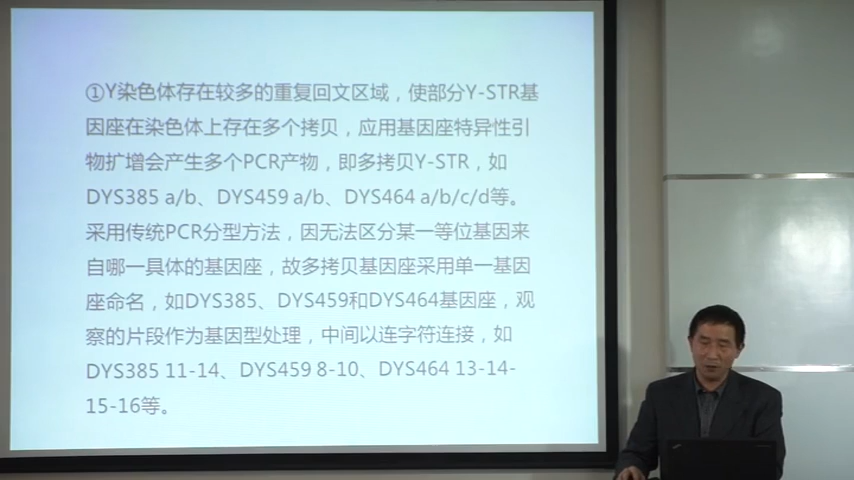 ①Y染色体存在较多的重复回文区域，使部分Y-STR基
因座在染色体上存在多个拷贝，应用基因座特异性引
物扩增会产生多个PCR产物，即多拷贝Y-STR，如
DYS385 a/b、DYS459 a/b、DYS464 a/b/c/d等。
采用传统PCR分型方法，因无法区分某一等位基因来
自哪一具体的基因座，故多拷贝基因座采用单一基因
座命名，如DYS385、DYS459和DYS464基因座，观
察的片段作为基因型处理，中间以连字符连接，如
DYS385 11-14、DYS459 8-10、DYS464 13-14-
15-16等。